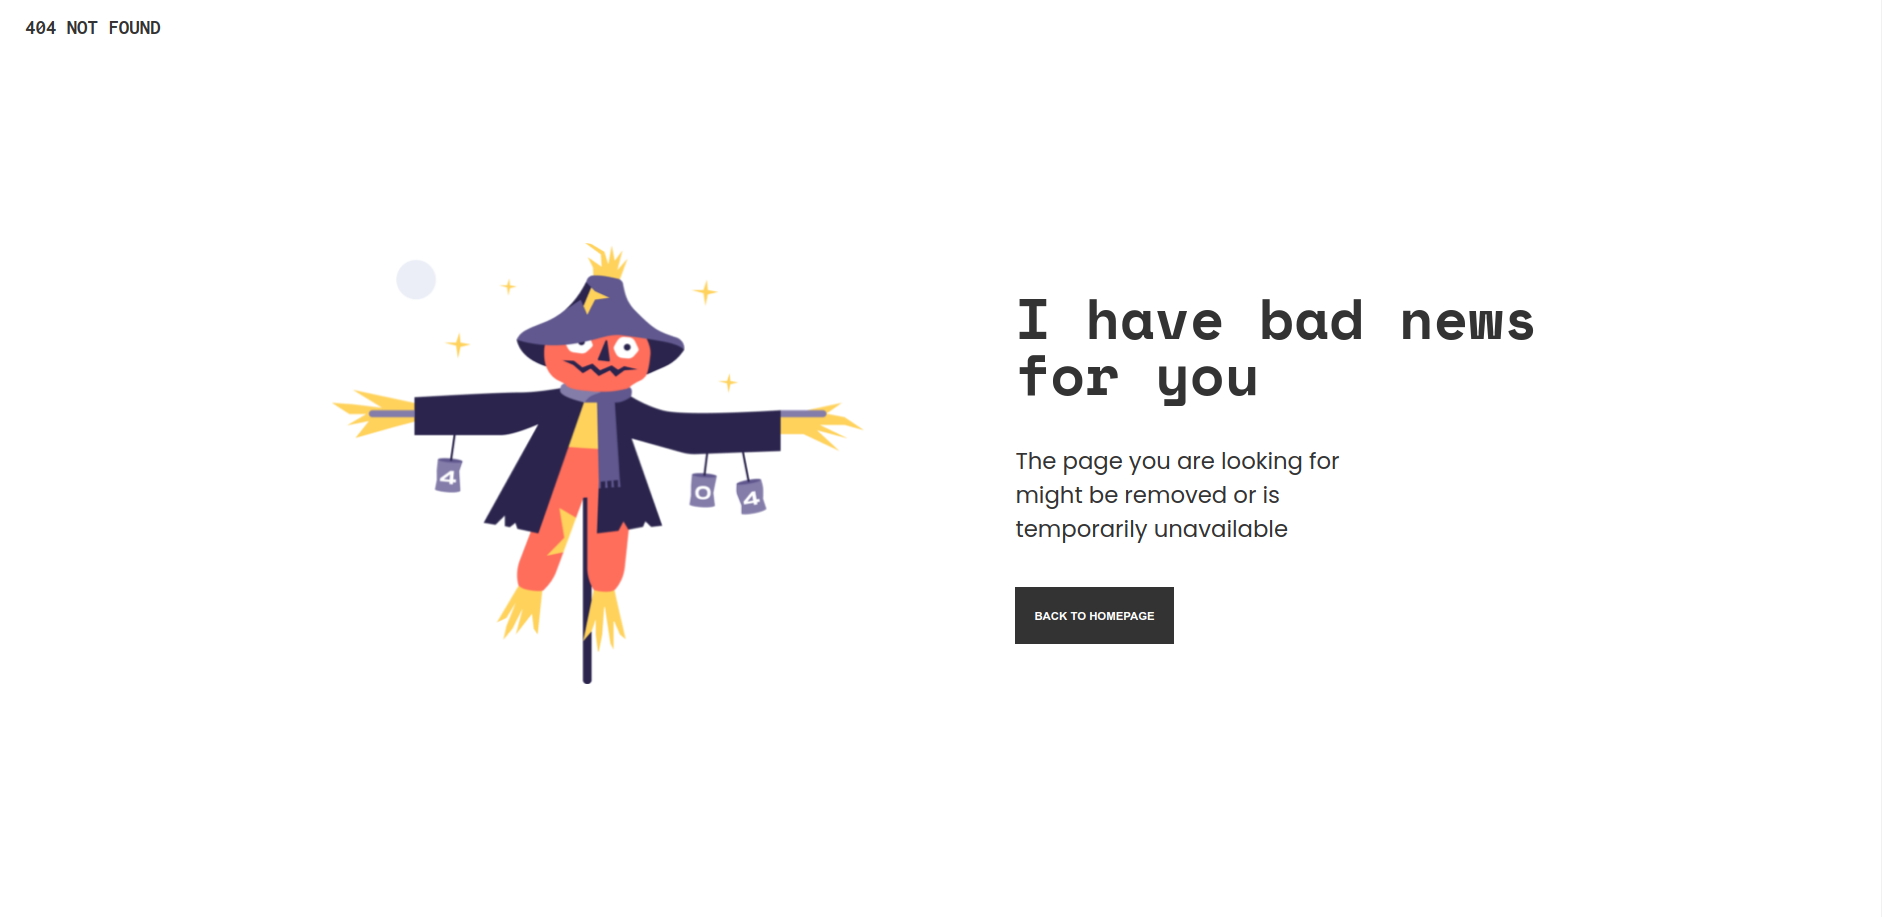 404 NOT FOUND
4
0
4
I have bad news
for you
The page you are looking for
might be removed or is
temporarily unavailable
BACK TO HOMEPAGE